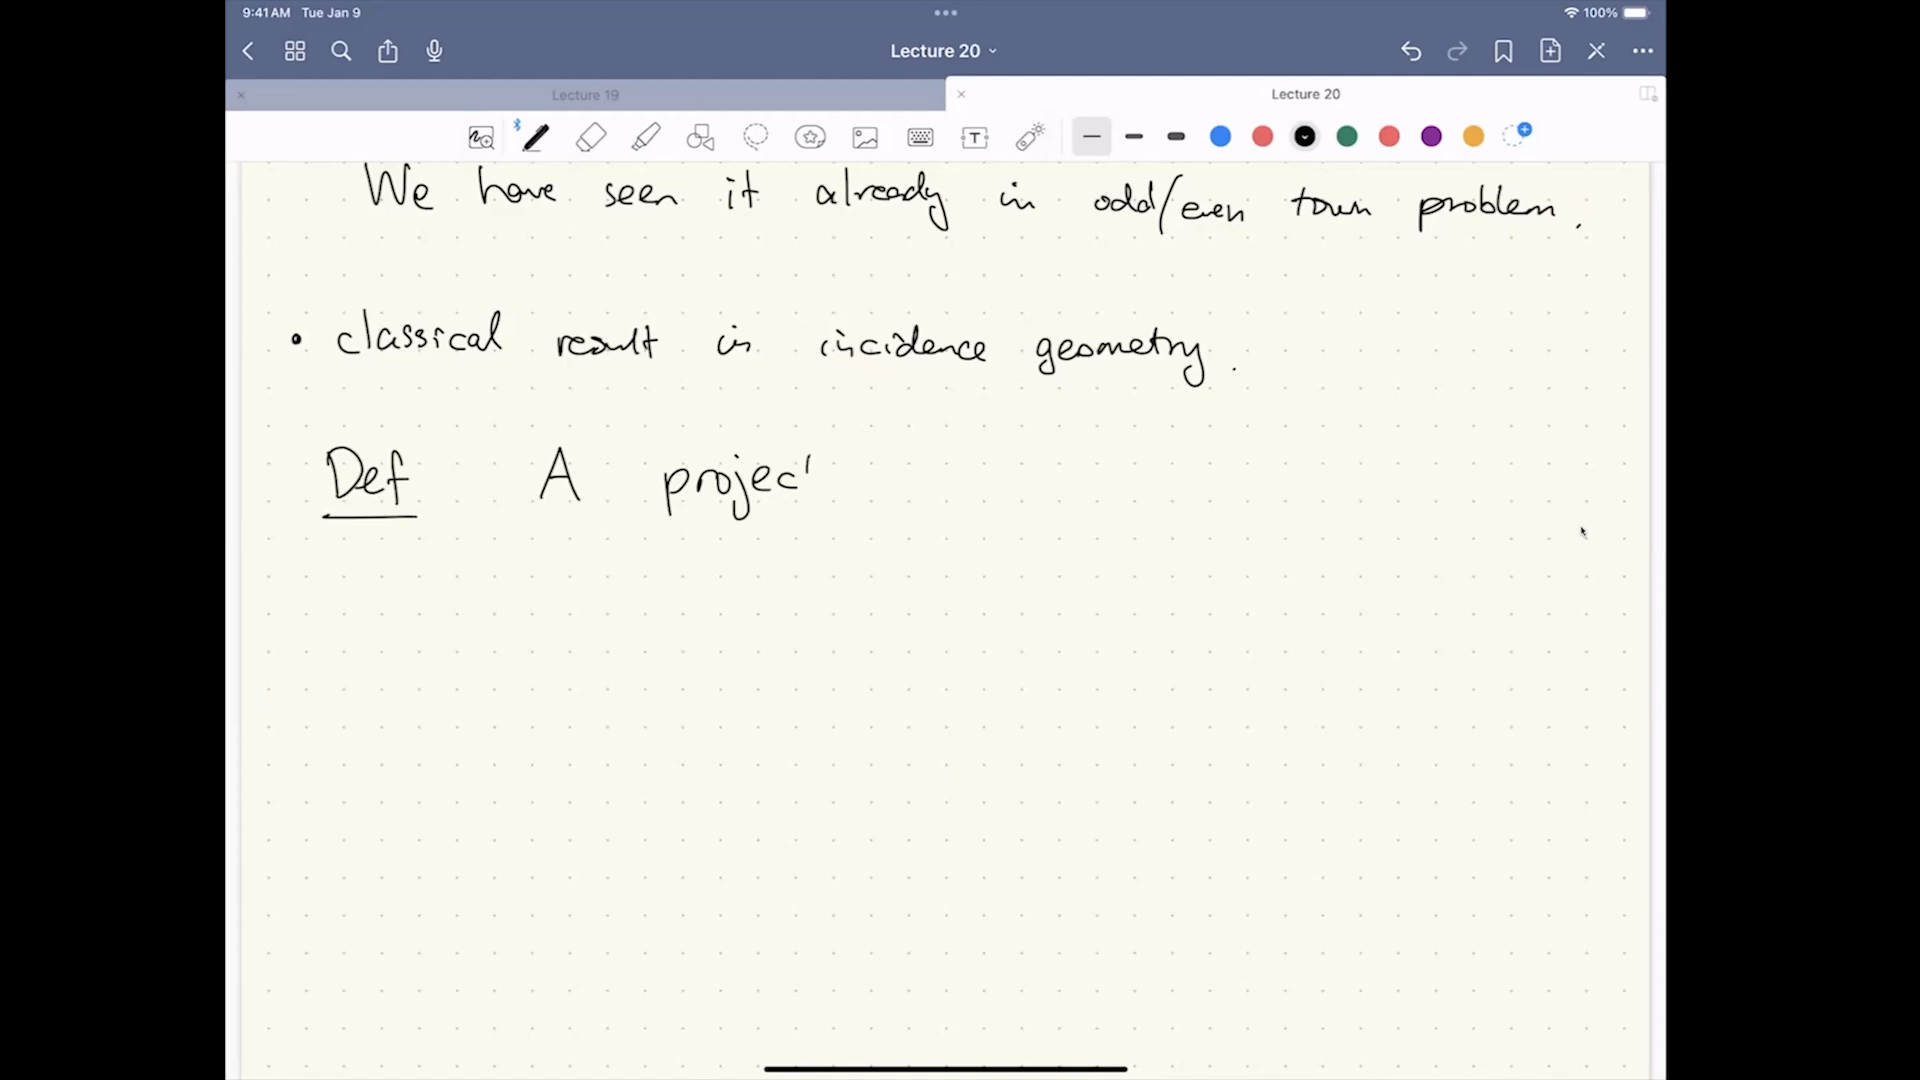 9:41 AM Tue Jan 9
100%
Lecture 20
Lecture 19
Lecture 20
T
We have seen it already in odd/even town problem.
• classical result in incidence geometry.
Def A projec